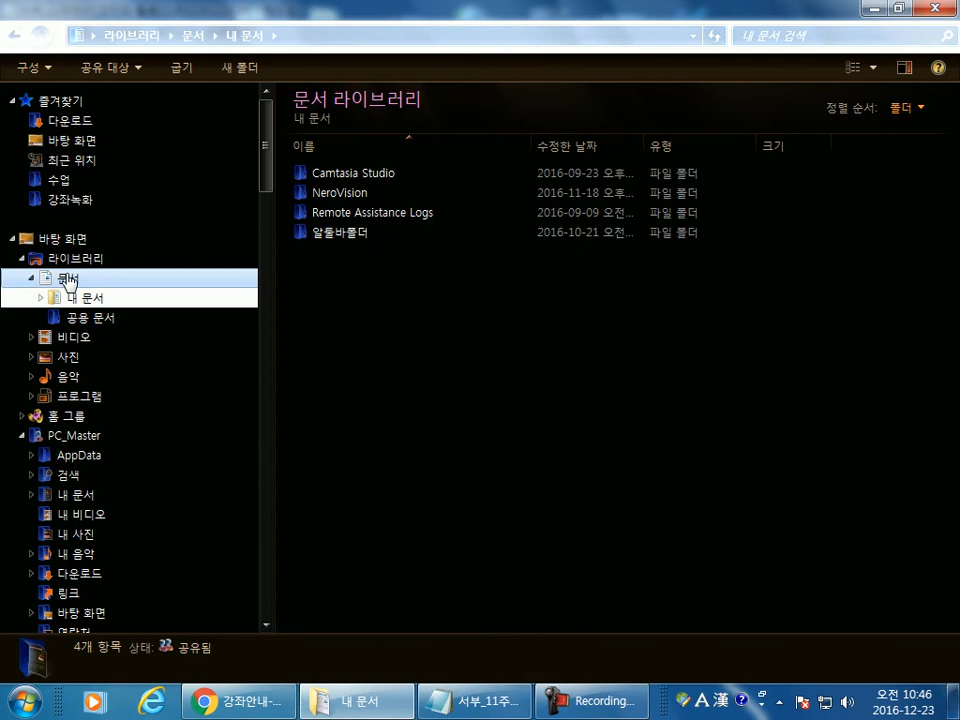 라이브러리 ▸ 문서 ▸ 내 문서 ▸
내 문서 검색
구성 공유 대상 굽기 새 폴더
즐겨찾기
다운로드
바탕 화면
최근 위치
수업
강좌녹화
바탕 화면
라이브러리
문서
내 문서
공용 문서
비디오
사진
음악
프로그램
홈 그룹
PC_Master
AppData
검색
내 문서
내 비디오
내 사진
내 음악
다운로드
링크
바탕 화면
연락처
문서 라이브러리
내 문서
정렬 순서: 폴더
이름 수정한 날짜 유형 크기
Camtasia Studio 2016-09-23 오후... 파일 폴더
NeroVision 2016-11-18 오후... 파일 폴더
Remote Assistance Logs 2016-09-09 오전... 파일 폴더
알툴바폴더 2016-10-21 오전... 파일 폴더
4개 항목 상태: 공유됨
강좌안내-... 내 문서 서부_11주... Recording... A 漢
오전 10:46
2016-12-23